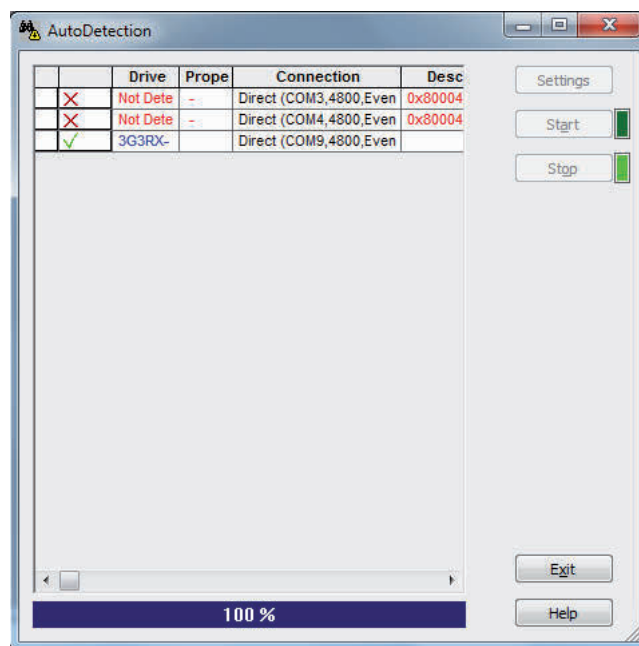 AutoDetection
Drive Prope Connection Desc
Not Dete - Direct (COM3,4800,Even 0x80004
Not Dete - Direct (COM4,4800,Even 0x80004
3G3RX- Direct (COM9,4800,Even
Settings
Start
Stop
Exit
100 %
Help